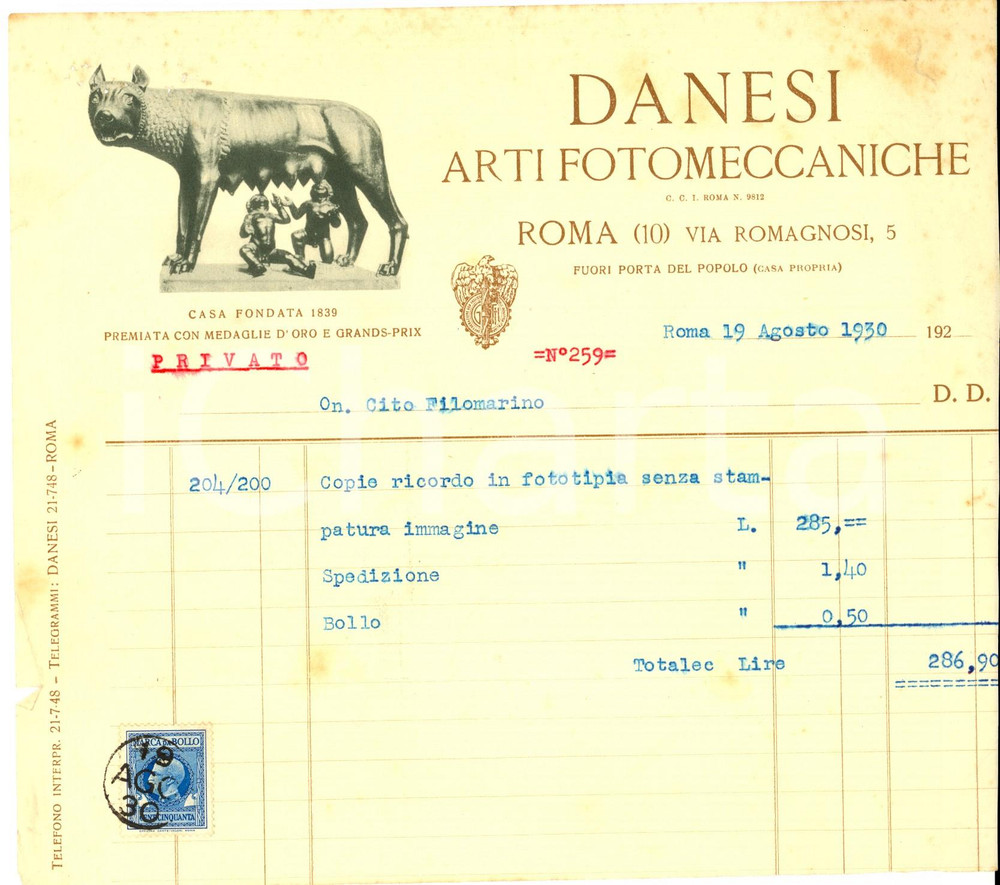 DANESI
ARTI FOTOMECCANICHE
C. C. I. ROMA N. 9812
ROMA (10) VIA ROMAGNOSI, 5
FUORI PORTA DEL POPOLO (CASA PROPRIA)
CASA FONDATA 1839
PREMIATA CON MEDAGLIE D'ORO E GRANDS-PRIX
PRIVATO
Roma 19 Agosto 1930 192
=N°259=
On. Cito Filomarino D. D.
204/200 Copie ricordo in fototipia senza stam-
patura immagine L. 285,==
Spedizione " 1,40
Bollo " 0,50
Totalec Lire 286,90
TELEFONO INTERPR. 21-7-48 - TELEGRAMMI: DANESI 21-748-ROMA
MARCA DA BOLLO
19
AGO
30
CENT CINQUANTA
iCharta